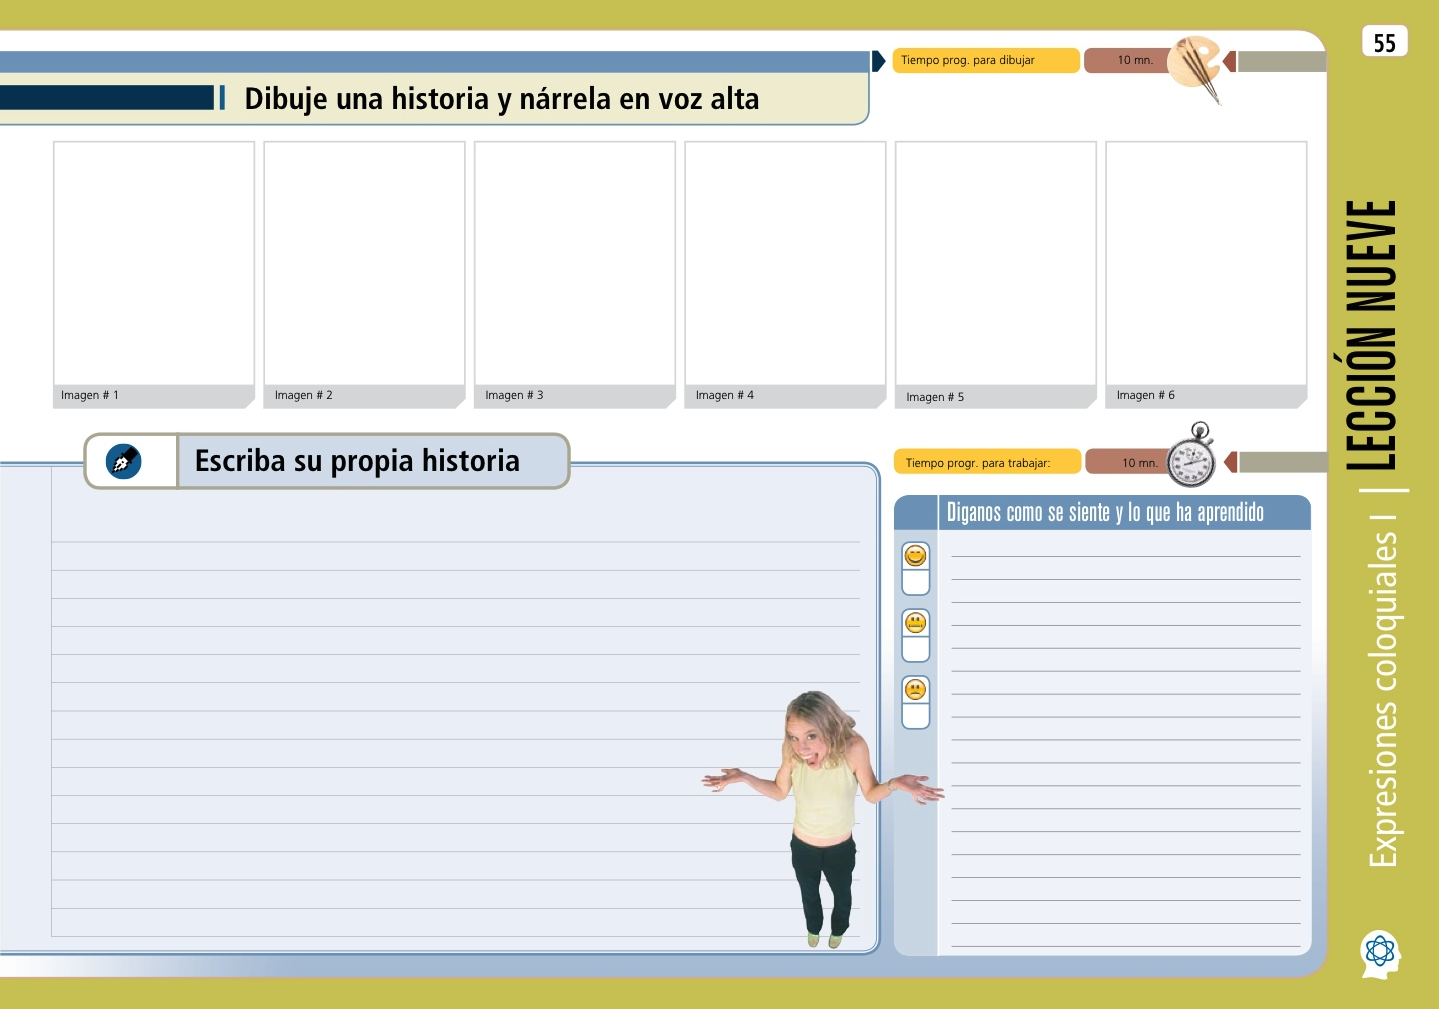 55
Tiempo prog. para dibujar
10 mn.
Dibuje una historia y nárrela en voz alta
Imagen # 1
Imagen # 2
Imagen # 3
Imagen # 4
Imagen # 5
Imagen # 6
Escriba su propia historia
Tiempo progr. para trabajar:
10 mn.
Diganos como se siente y lo que ha aprendido
Expresiones coloquiales I | LECCIÓN NUEVE